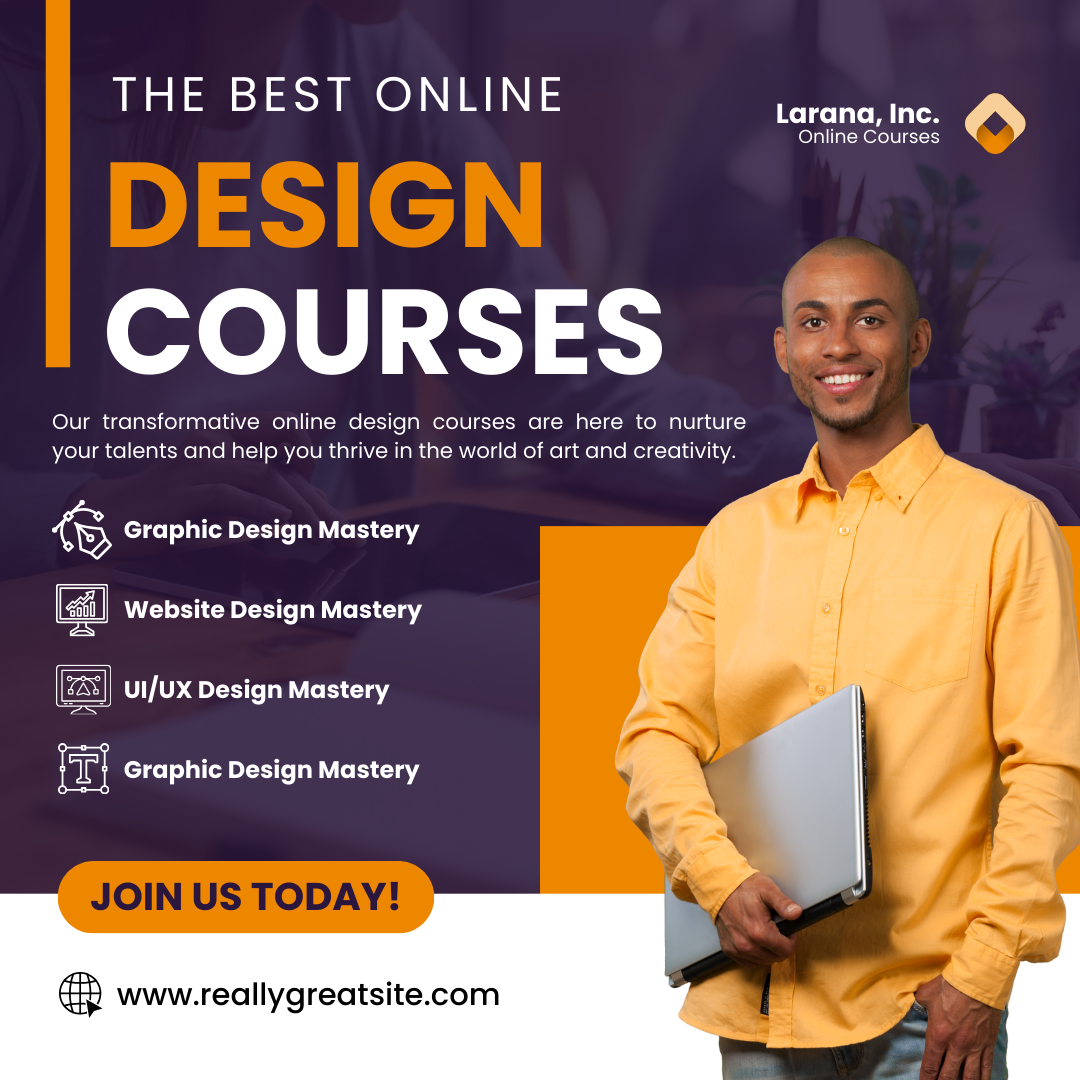 THE BEST ONLINE
DESIGN
COURSES
Larana, Inc.
Online Courses
Our transformative online design courses are here to nurture
your talents and help you thrive in the world of art and creativity.
Graphic Design Mastery
Website Design Mastery
UI/UX Design Mastery
T
Graphic Design Mastery
JOIN US TODAY!
www.reallygreatsite.com